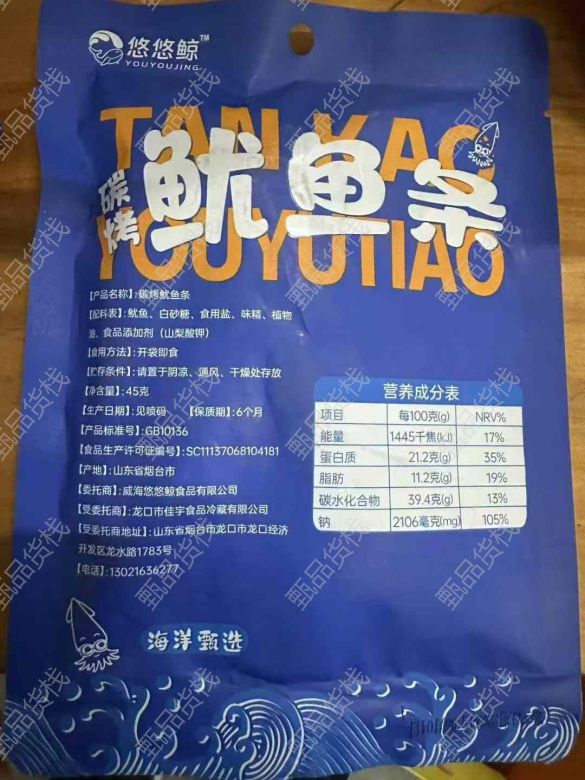 悠悠鲸™
YOUYOUJING
TAN KAO
碳烤
鱿鱼条
YOUYUTIAO
【产品名称】：碳烤鱿鱼条
【配料表】：鱿鱼、白砂糖、食用盐、味精、植物
油、食品添加剂（山梨酸钾）
【食用方法】：开袋即食
【贮存条件】：请置于阴凉、通风、干燥处存放
【净含量】：45克
【生产日期】：见喷码 【保质期】：6个月
【产品标准号】：GB10136
【食品生产许可证编号】：SC11137068104181
【产地】：山东省烟台市
【委托商】：威海悠悠鲸食品有限公司
【受委托商】：龙口市佳宇食品冷藏有限公司
【受委托商地址】：山东省烟台市龙口市龙口经济
开发区龙水路1783号
【电话】：13021636277
营养成分表
项目 每100克(g) NRV%
能量 1445千焦(kJ) 17%
蛋白质 21.2克(g) 35%
脂肪 11.2克(g) 19%
碳水化合物 39.4克(g) 13%
钠 2106毫克(mg) 105%
海洋甄选
甄品货栈